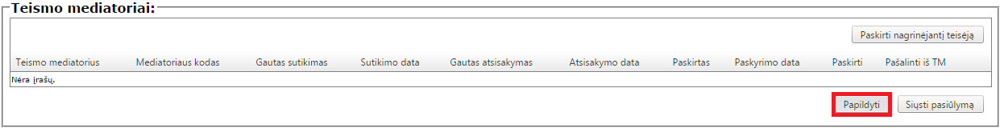 Teismo mediatoriai:
Paskirti nagrinėjantį teisėją
Teismo mediatorius Mediatoriaus kodas Gautas sutikimas Sutikimo data Gautas atsisakymas Atsisakymo data Paskirtas Paskyrimo data Paskirti Pašalinti iš TM
Nėra įrašų.
Papildyti Siųsti pasiūlymą